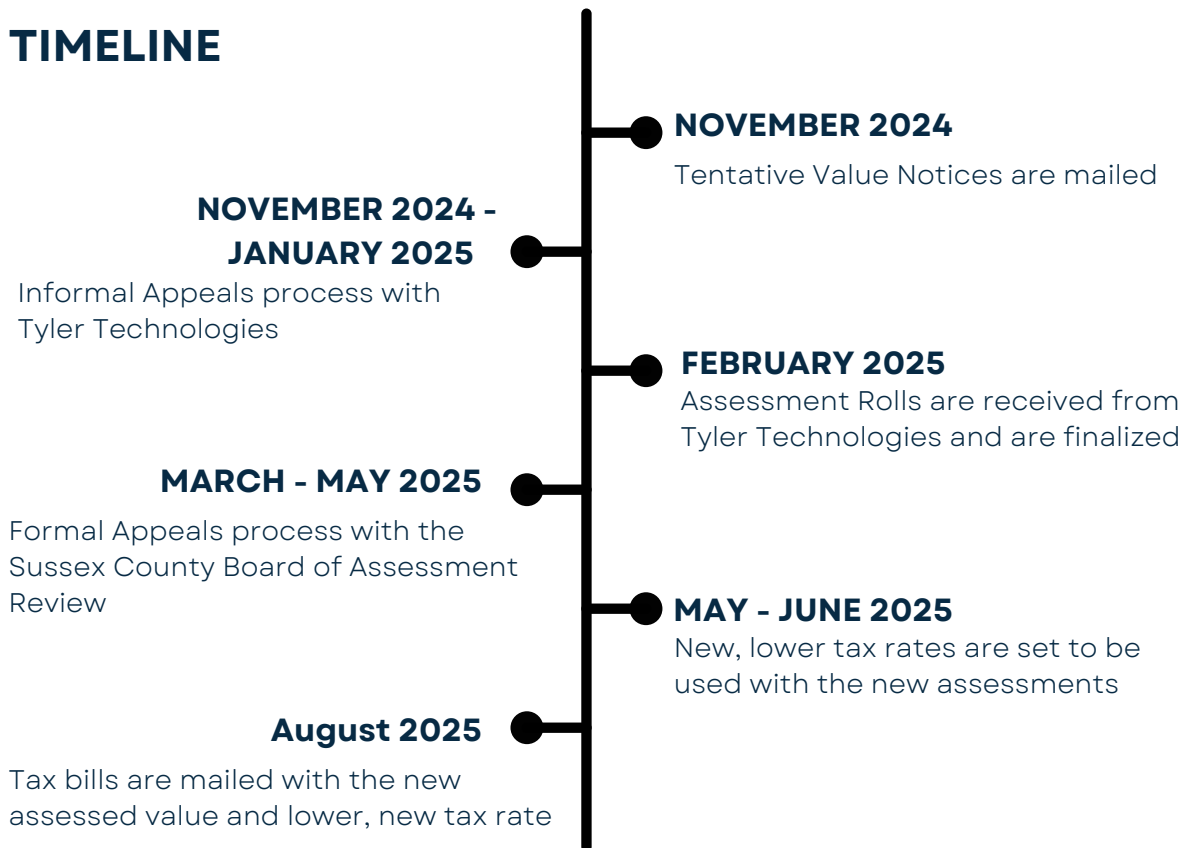 TIMELINE
NOVEMBER 2024
Tentative Value Notices are mailed
NOVEMBER 2024 -
JANUARY 2025
Informal Appeals process with
Tyler Technologies
FEBRUARY 2025
Assessment Rolls are received from
Tyler Technologies and are finalized
MARCH - MAY 2025
Formal Appeals process with the
Sussex County Board of Assessment
Review
MAY - JUNE 2025
New, lower tax rates are set to be
used with the new assessments
August 2025
Tax bills are mailed with the new
assessed value and lower, new tax rate